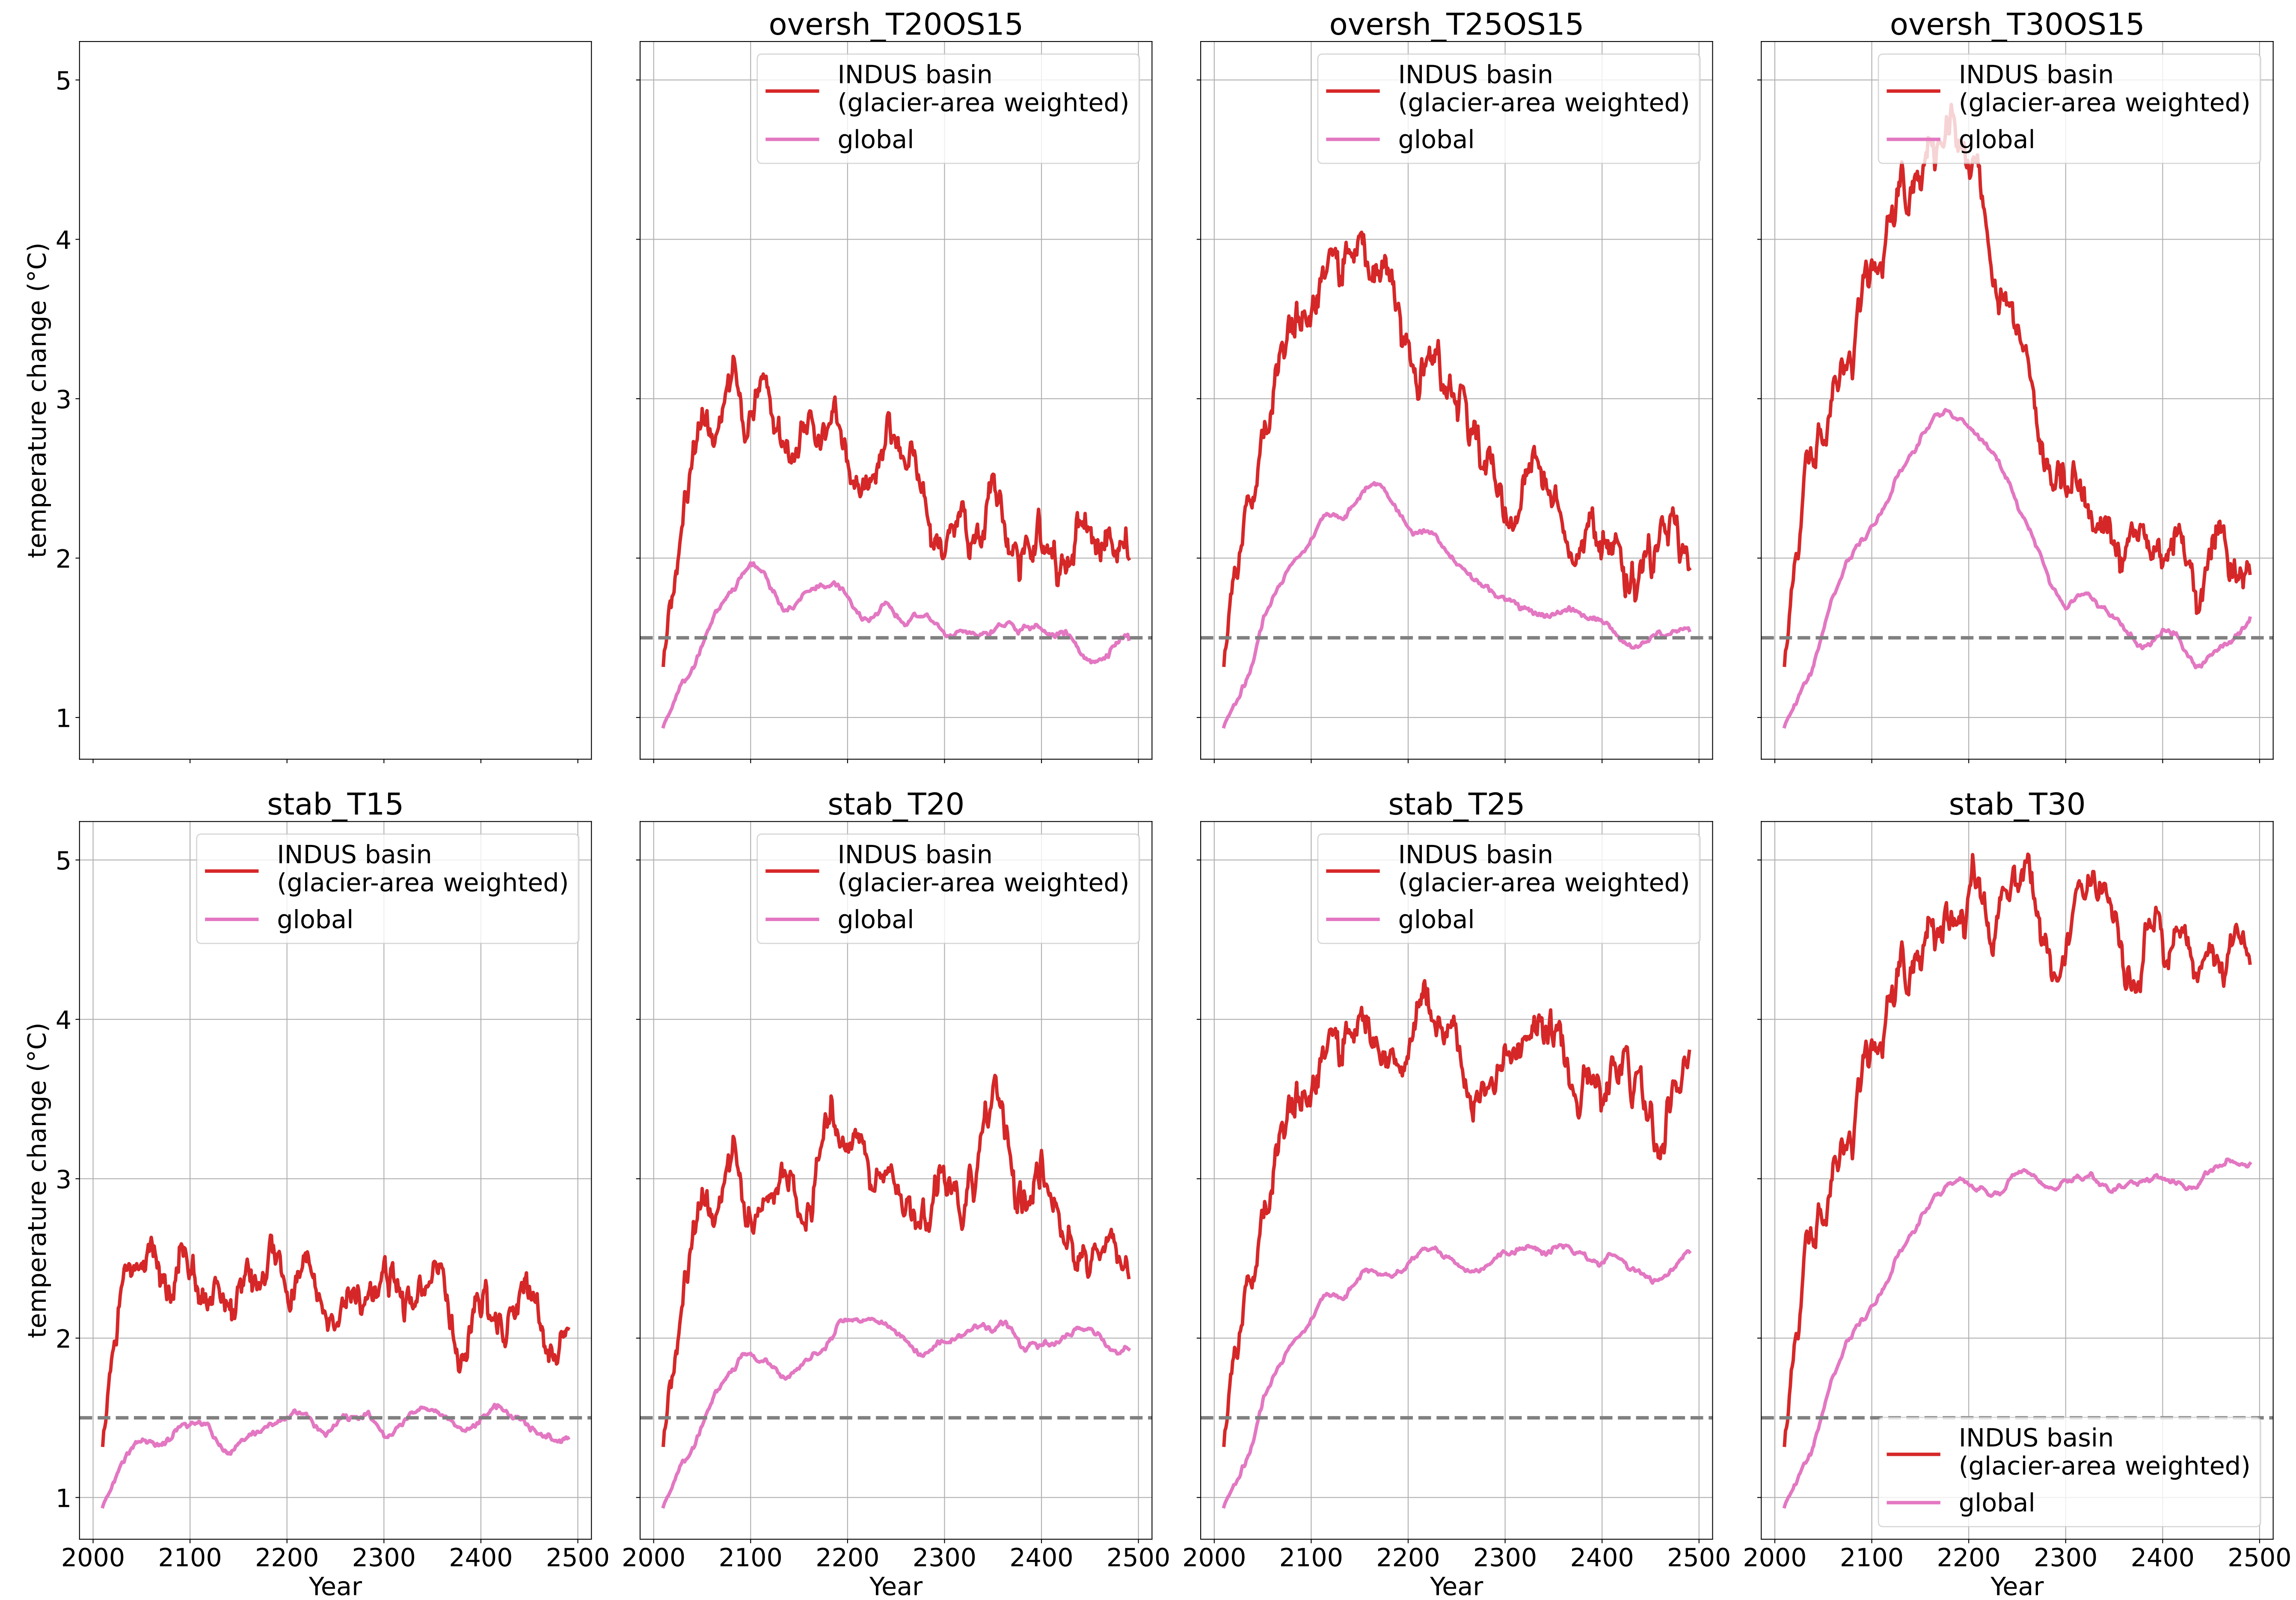 oversh_T20OS15
oversh_T25OS15
oversh_T30OS15
temperature change (°C)
5
4
3
2
1
INDUS basin
(glacier-area weighted)
global
INDUS basin
(glacier-area weighted)
global
INDUS basin
(glacier-area weighted)
global
stab_T15
stab_T20
stab_T25
stab_T30
temperature change (°C)
5
4
3
2
1
INDUS basin
(glacier-area weighted)
global
INDUS basin
(glacier-area weighted)
global
INDUS basin
(glacier-area weighted)
global
INDUS basin
(glacier-area weighted)
global
2000 2100 2200 2300 2400 2500
2000 2100 2200 2300 2400 2500
2000 2100 2200 2300 2400 2500
2000 2100 2200 2300 2400 2500
Year
Year
Year
Year